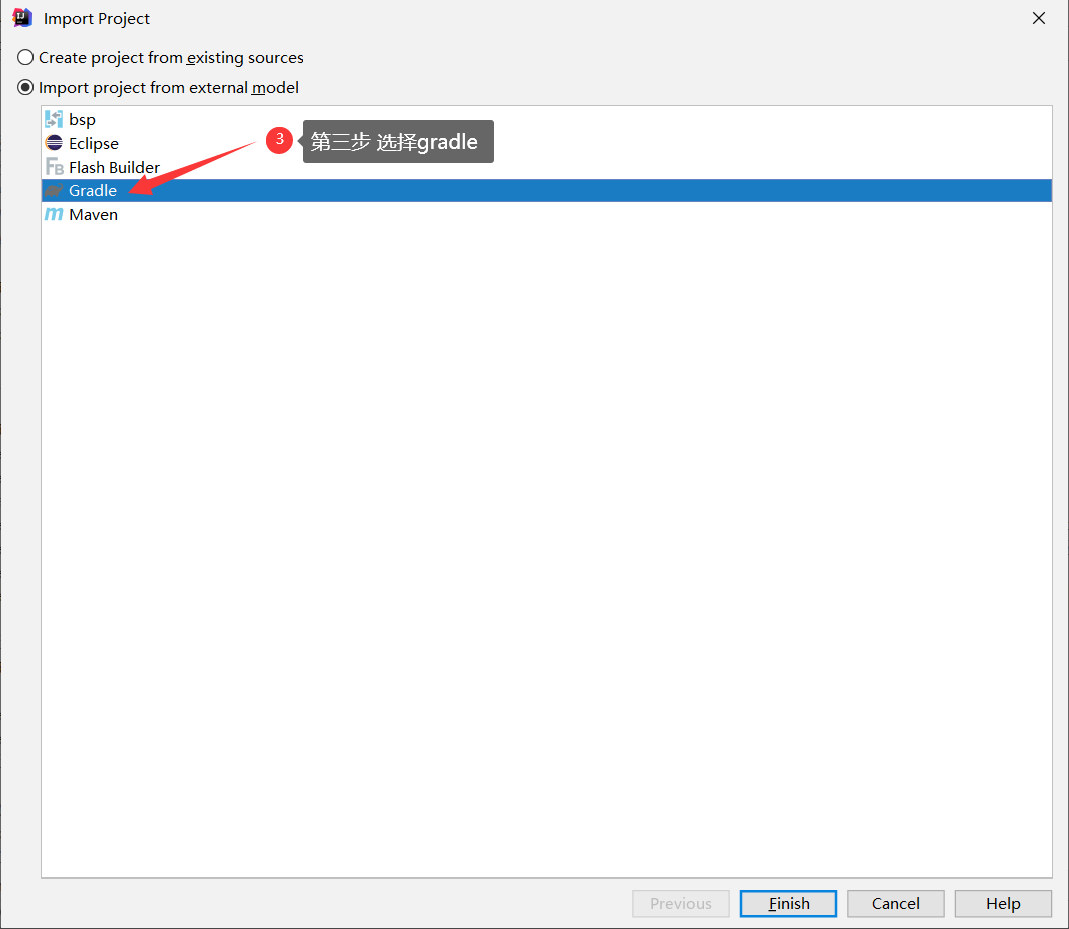 Import Project
Create project from existing sources
Import project from external model
bsp
Eclipse
3 第三步 选择gradle
Flash Builder
Gradle
Maven
Previous Finish Cancel Help